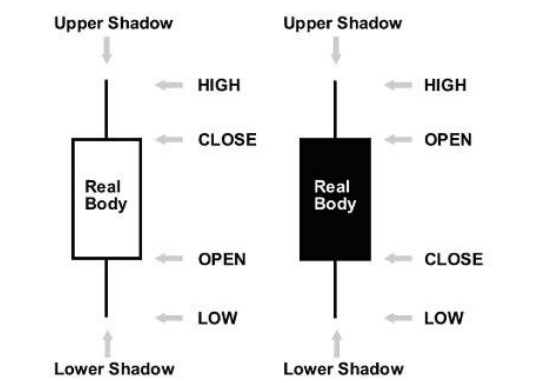 Upper Shadow
HIGH
CLOSE
Real
Body
OPEN
LOW
Lower Shadow
Upper Shadow
HIGH
OPEN
Real
Body
CLOSE
LOW
Lower Shadow